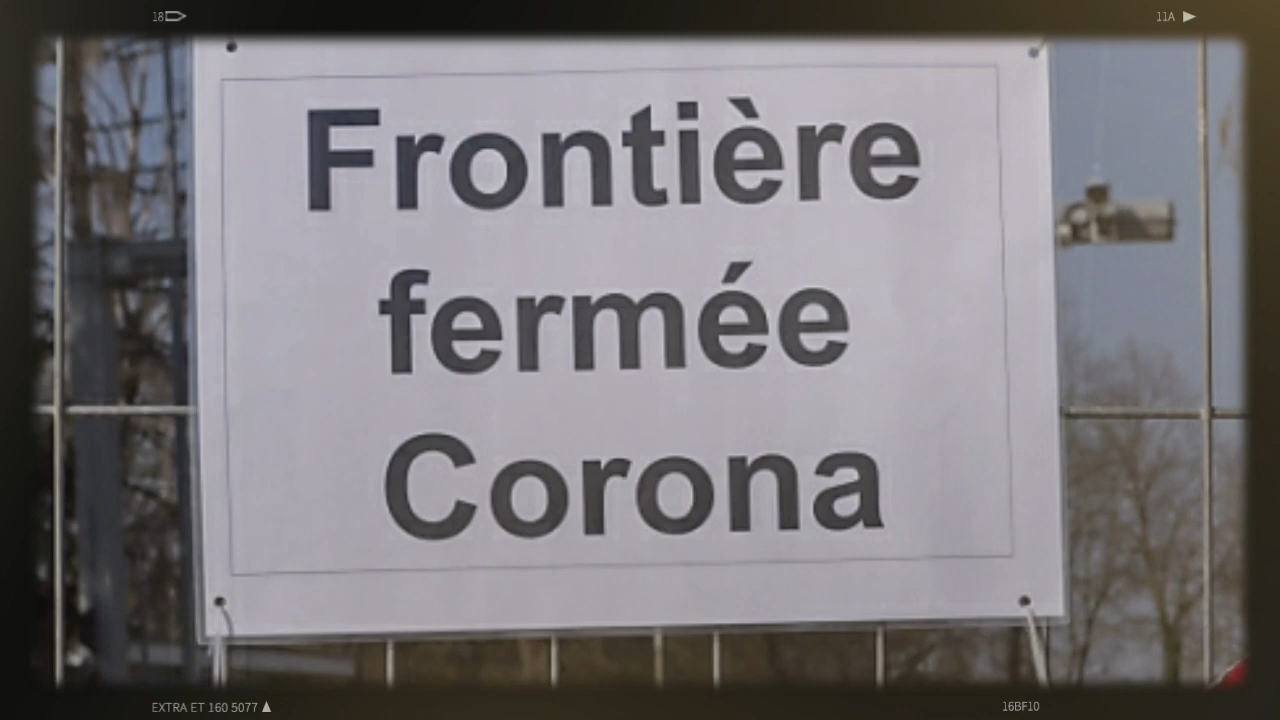 18
11A
Frontière
fermée
Corona
EXTRA ET 160 5077
16BF10